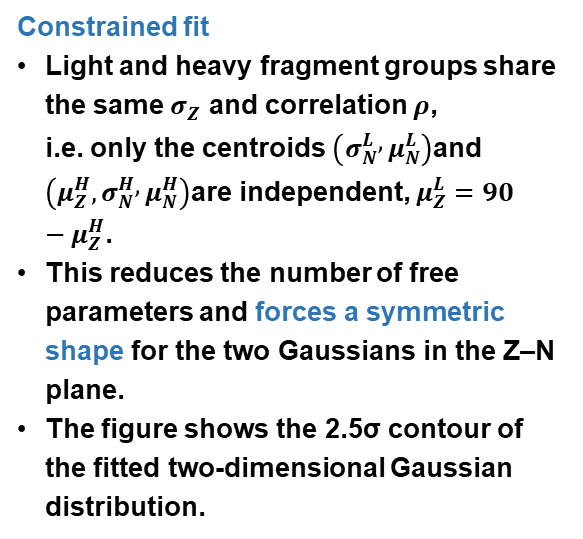 Constrained fit
• Light and heavy fragment groups share
the same σ_Z and correlation ρ,
i.e. only the centroids (σ_N^L, μ_N^L)and
(μ_Z^H, σ_N^H, μ_N^H)are independent, μ_Z^L = 90
− μ_Z^H.
• This reduces the number of free
parameters and forces a symmetric
shape for the two Gaussians in the Z–N
plane.
• The figure shows the 2.5σ contour of
the fitted two-dimensional Gaussian
distribution.